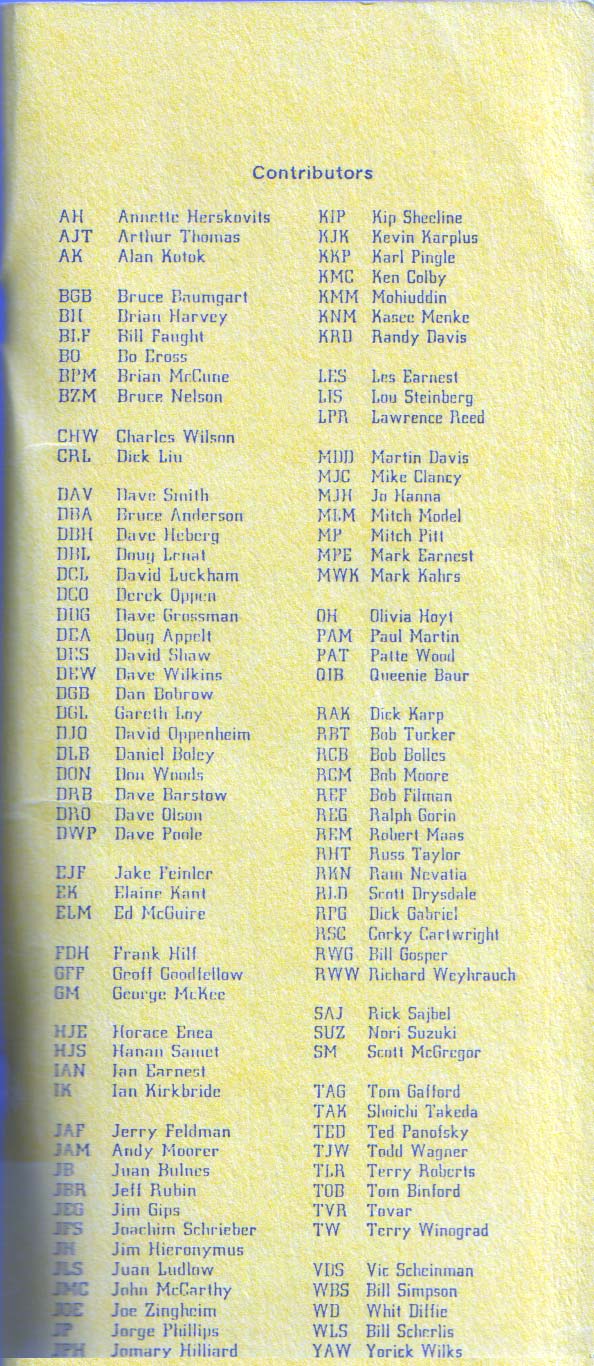 Contributors
AH Annette Herskovits
AJT Arthur Thomas
AK Alan Kotok
BGB Bruce Baumgart
BH Brian Harvey
BLF Bill Faught
BO Bo Eross
BPM Brian McCune
BZM Bruce Nelson
CHW Charles Wilson
CRL Dick Liu
DAV Dave Smith
DBA Bruce Anderson
DBH Dave Heberg
DBL Doug Lenat
DCL David Luckham
DCO Derek Oppen
DDG Dave Grossman
DEA Doug Appelt
DES David Shaw
DEW Dave Wilkins
DGB Dan Bobrow
DGL Gareth Loy
DJO David Oppenheim
DLB Daniel Boley
DON Don Woods
DRB Dave Barstow
DRO Dave Olson
DWP Dave Poole
EJF Jake Feinler
EK Elaine Kant
ELM Ed McGuire
FDH Frank Hilf
GFF Geoff Goodfellow
GM George McKee
HJE Horace Enea
HJS Hanan Samet
IAN Ian Earnest
IK Ian Kirkbride
JAF Jerry Feldman
JAM Andy Moorer
JB Juan Bulnes
JBR Jeff Rubin
JEG Jim Gips
JFS Joachim Schrieber
JH Jim Hieronymus
JLS Juan Ludlow
JMC John McCarthy
JOE Joe Zingheim
JP Jorge Phillips
JPH Jomary Hilliard
KIP Kip Sheeline
KJK Kevin Karplus
KKP Karl Pingle
KMC Ken Colby
KMM Mohiuddin
KNM Kasee Menke
KRD Randy Davis
LES Les Earnest
LIS Lou Steinberg
LPR Lawrence Reed
MDD Martin Davis
MJC Mike Clancy
MJH Jo Hanna
MLM Mitch Model
MP Mitch Pitt
MPE Mark Earnest
MWK Mark Kahrs
OH Olivia Hoyt
PAM Paul Martin
PAT Patte Wood
QIB Queenie Baur
RAK Dick Karp
RBT Bob Tucker
RCB Bob Bolles
RCM Bob Moore
REF Bob Filman
REG Ralph Gorin
REM Robert Maas
RHT Russ Taylor
RKN Ram Nevatia
RLD Scott Drysdale
RPG Dick Gabriel
RSC Corky Cartwright
RWG Bill Gosper
RWW Richard Weyhrauch
SAJ Rick Sajbel
SUZ Nori Suzuki
SM Scott McGregor
TAG Tom Gafford
TAK Shoichi Takeda
TED Ted Panofsky
TJW Todd Wagner
TLR Terry Roberts
TOB Tom Binford
TVR Tovar
TW Terry Winograd
VDS Vic Scheinman
WBS Bill Simpson
WD Whit Diffie
WLS Bill Scherlis
YAW Yorick Wilks